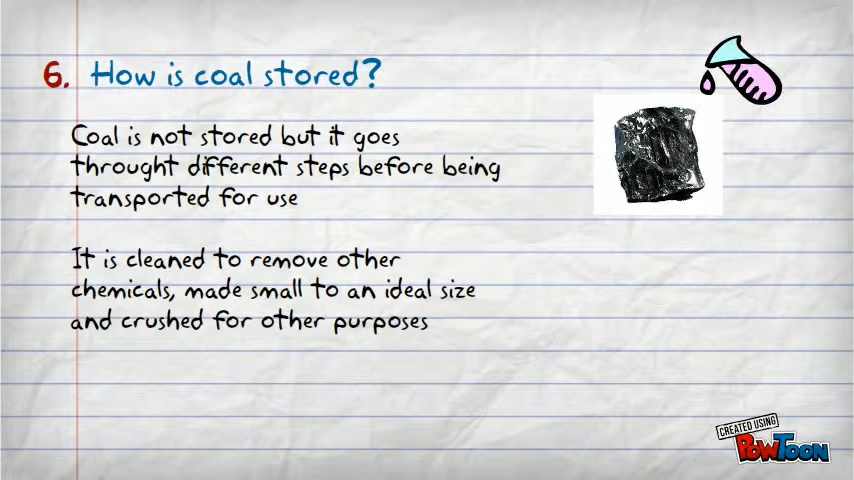 6. How is coal stored?
Coal is not stored but it goes
throught different steps before being
transported for use
It is cleaned to remove other
chemicals, made small to an ideal size
and crushed for other purposes
CREATED USING
POWTOON